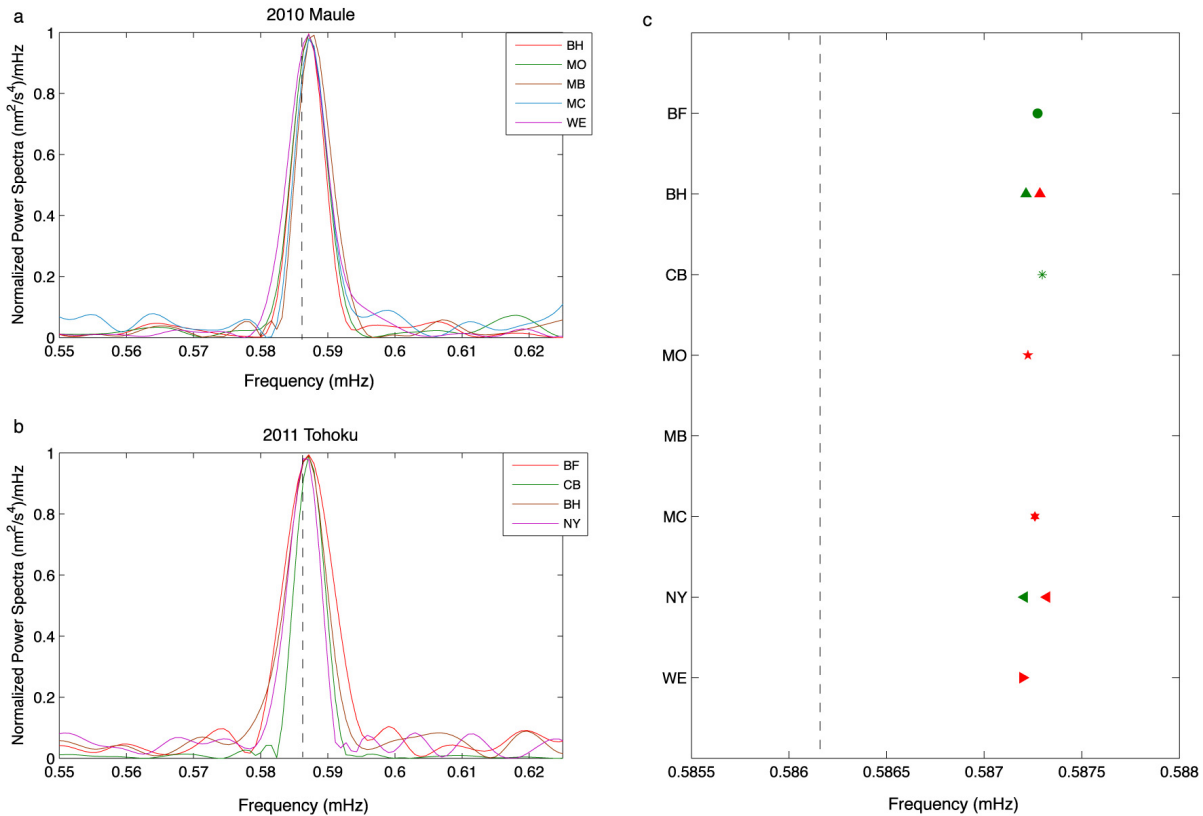 a
2010 Maule
Normalized Power Spectra (nm²/s⁴)/mHz
1
0.8
0.6
0.4
0.2
0
0.55 0.56 0.57 0.58 0.59 0.6 0.61 0.62
Frequency (mHz)
BH
MO
MB
MC
WE
b
2011 Tohoku
Normalized Power Spectra (nm²/s⁴)/mHz
1
0.8
0.6
0.4
0.2
0
0.55 0.56 0.57 0.58 0.59 0.6 0.61 0.62
Frequency (mHz)
BF
CB
BH
NY
c
BF
BH
CB
MO
MB
MC
NY
WE
0.5855 0.586 0.5865 0.587 0.5875 0.588
Frequency (mHz)